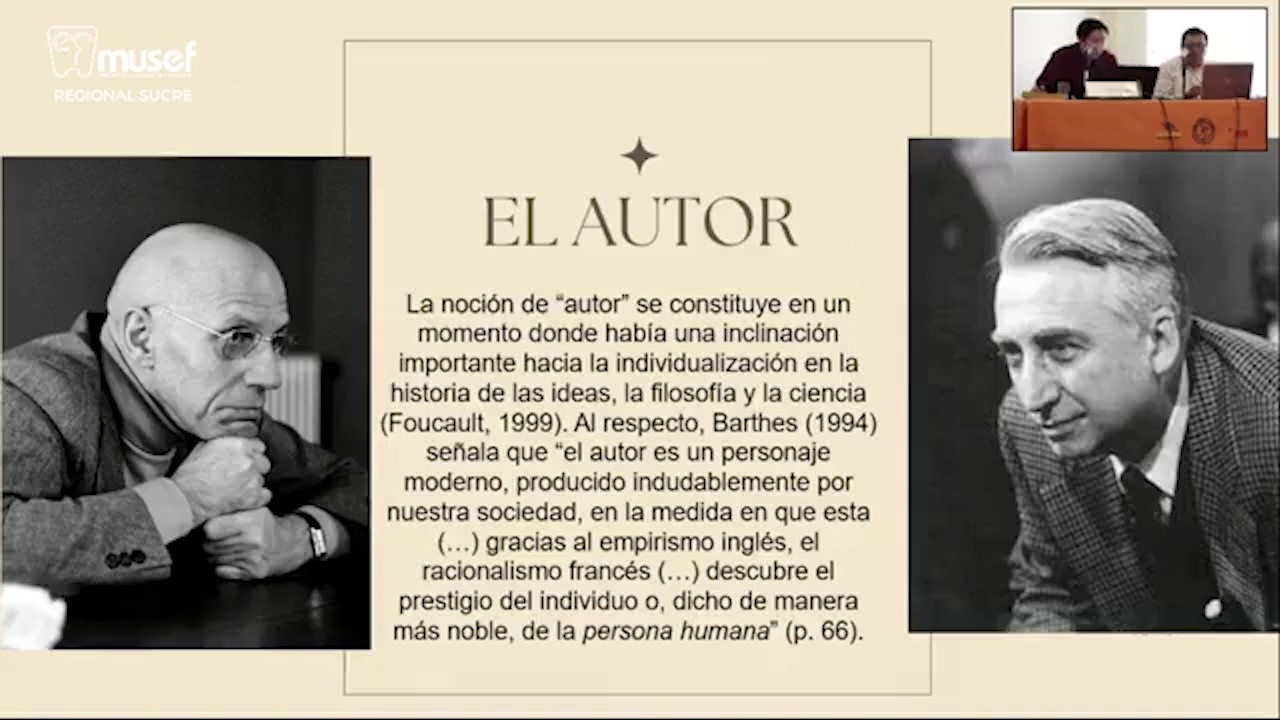 musef
REGIONAL SUCRE
EL AUTOR
La noción de “autor” se constituye en un
momento donde había una inclinación
importante hacia la individualización en la
historia de las ideas, la filosofía y la ciencia
(Foucault, 1999). Al respecto, Barthes (1994)
señala que “el autor es un personaje
moderno, producido indudablemente por
nuestra sociedad, en la medida en que esta
(…) gracias al empirismo inglés, el
racionalismo francés (…) descubre el
prestigio del individuo o, dicho de manera
más noble, de la persona humana” (p. 66).